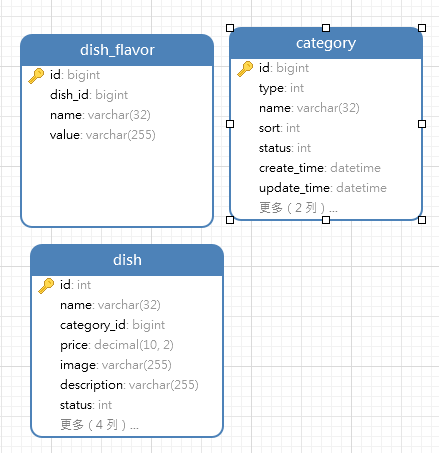 dish_flavor
id: bigint
dish_id: bigint
name: varchar(32)
value: varchar(255)
category
id: bigint
type: int
name: varchar(32)
sort: int
status: int
create_time: datetime
update_time: datetime
更多 ( 2 列 ) ...
dish
id: int
name: varchar(32)
category_id: bigint
price: decimal(10, 2)
image: varchar(255)
description: varchar(255)
status: int
更多 ( 4 列 ) ...